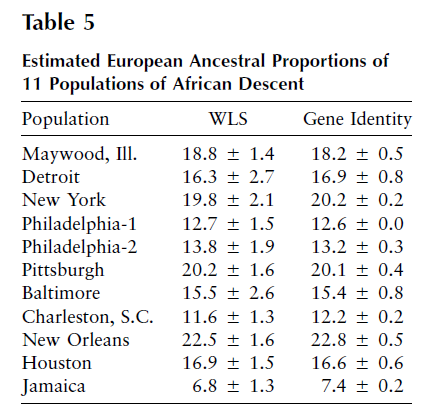 Table 5
Estimated European Ancestral Proportions of
11 Populations of African Descent
Population WLS Gene Identity
Maywood, Ill. 18.8 ± 1.4 18.2 ± 0.5
Detroit 16.3 ± 2.7 16.9 ± 0.8
New York 19.8 ± 2.1 20.2 ± 0.2
Philadelphia-1 12.7 ± 1.5 12.6 ± 0.0
Philadelphia-2 13.8 ± 1.9 13.2 ± 0.3
Pittsburgh 20.2 ± 1.6 20.1 ± 0.4
Baltimore 15.5 ± 2.6 15.4 ± 0.8
Charleston, S.C. 11.6 ± 1.3 12.2 ± 0.2
New Orleans 22.5 ± 1.6 22.8 ± 0.5
Houston 16.9 ± 1.5 16.6 ± 0.6
Jamaica 6.8 ± 1.3 7.4 ± 0.2